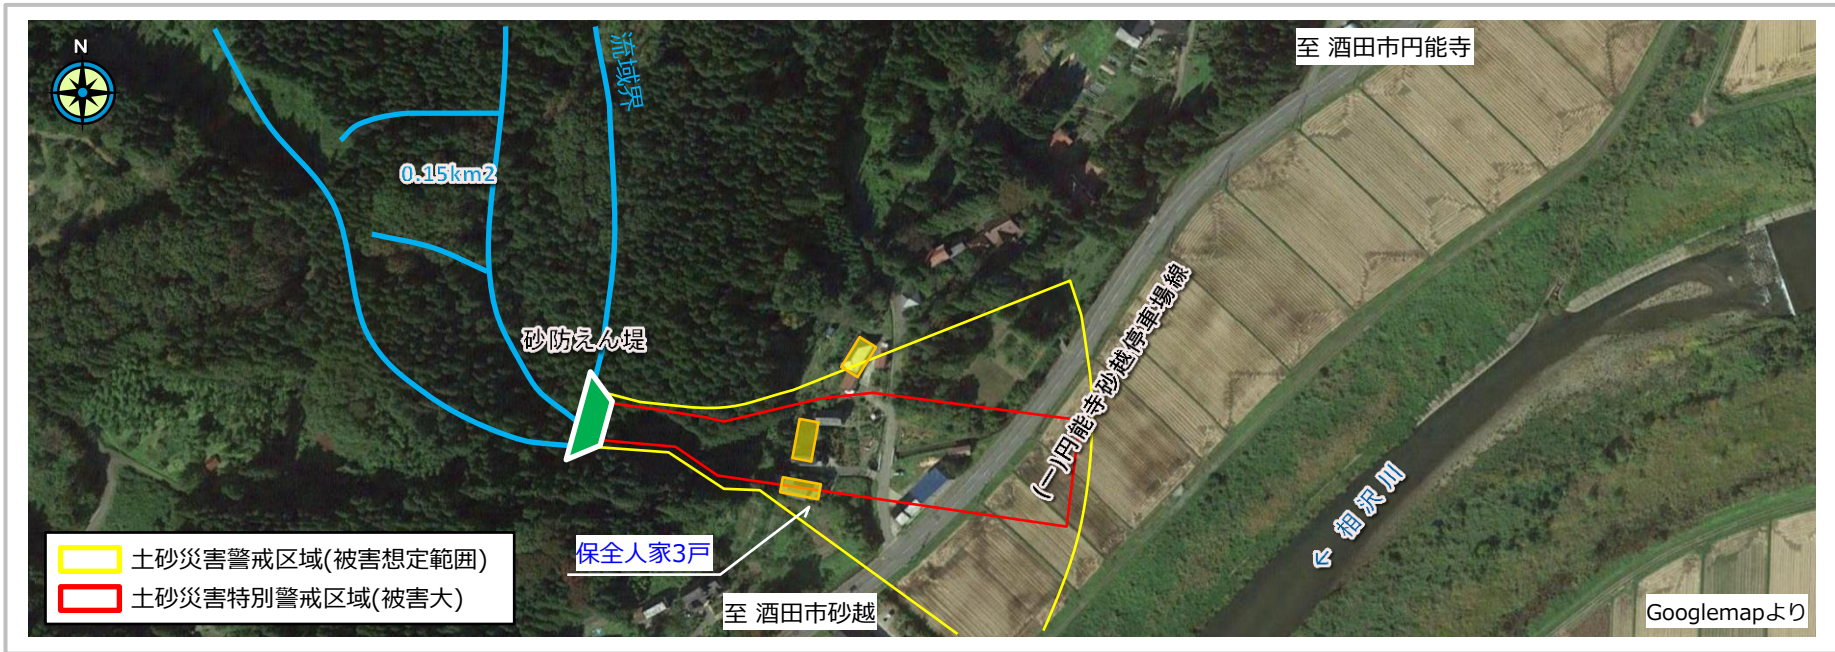 N
至 酒田市円能寺
流域界
0.15km2
砂防えん堤
(一)円能寺砂越停車場線
← 相沢川
保全人家3戸
土砂災害警戒区域(被害想定範囲)
土砂災害特別警戒区域(被害大)
至 酒田市砂越
Googlemapより